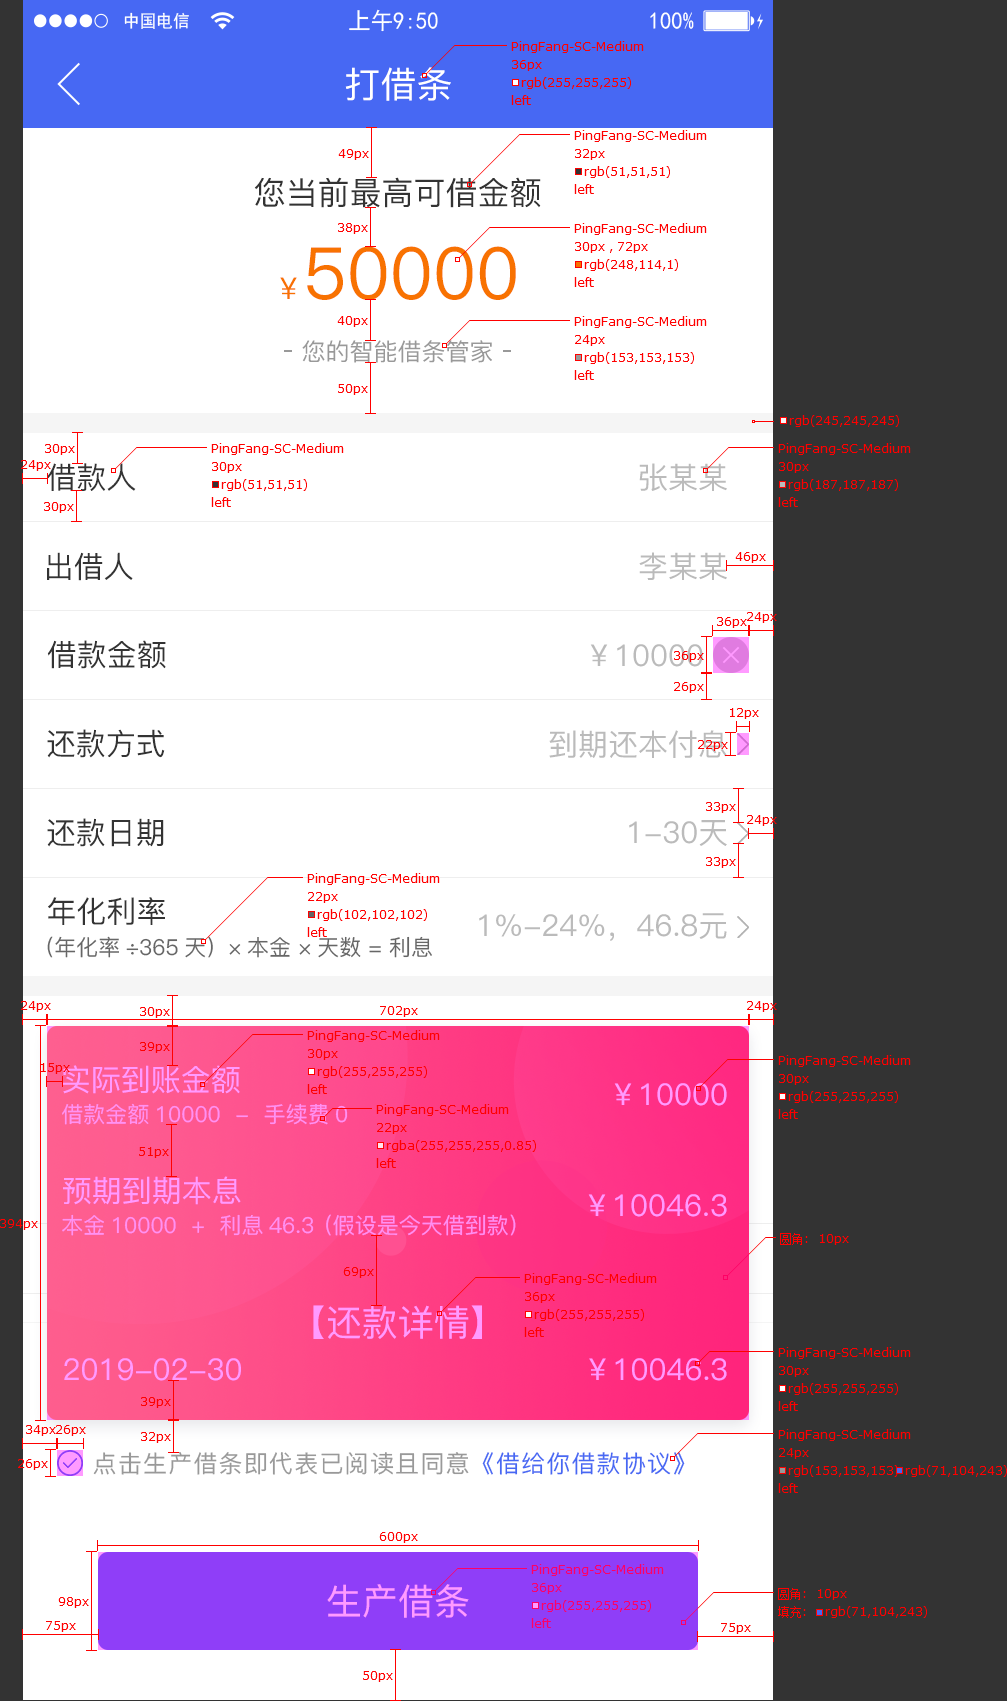 中国电信 上午9:50 100%
打借条
PingFang-SC-Medium
36px
rgb(255,255,255)
left
49px
PingFang-SC-Medium
32px
rgb(51,51,51)
left
您当前最高可借金额
38px
PingFang-SC-Medium
30px , 72px
rgb(248,114,1)
left
¥50000
40px
PingFang-SC-Medium
24px
rgb(153,153,153)
left
- 您的智能借条管家 -
50px
rgb(245,245,245)
30px
24px
借款人
30px
PingFang-SC-Medium
30px
rgb(51,51,51)
left
张某某
PingFang-SC-Medium
30px
rgb(187,187,187)
left
出借人
李某某
46px
借款金额
¥10000
36px
24px
36px
26px
还款方式
到期还本付息
12px
22px
还款日期
1-30天
33px
24px
33px
年化利率
PingFang-SC-Medium
22px
rgb(102,102,102)
left
1%-24%，46.8元
(年化率 ÷365 天）× 本金 × 天数 = 利息
24px
30px
702px
24px
39px
15px
实际到账金额
PingFang-SC-Medium
30px
rgb(255,255,255)
left
¥10000
PingFang-SC-Medium
30px
rgb(255,255,255)
left
借款金额 10000 - 手续费 0
PingFang-SC-Medium
22px
rgba(255,255,255,0.85)
left
51px
预期到期本息
¥10046.3
本金 10000 + 利息 46.3（假设是今天借到款）
394px
圆角: 10px
69px
PingFang-SC-Medium
36px
rgb(255,255,255)
left
【还款详情】
2019-02-30
¥10046.3
PingFang-SC-Medium
30px
rgb(255,255,255)
left
39px
34px
26px
32px
26px
点击生产借条即代表已阅读且同意《借给你借款协议》
PingFang-SC-Medium
24px
rgb(153,153,153) rgb(71,104,243)
left
600px
98px
生产借条
PingFang-SC-Medium
36px
rgb(255,255,255)
left
圆角: 10px
填充: rgb(71,104,243)
75px
75px
50px